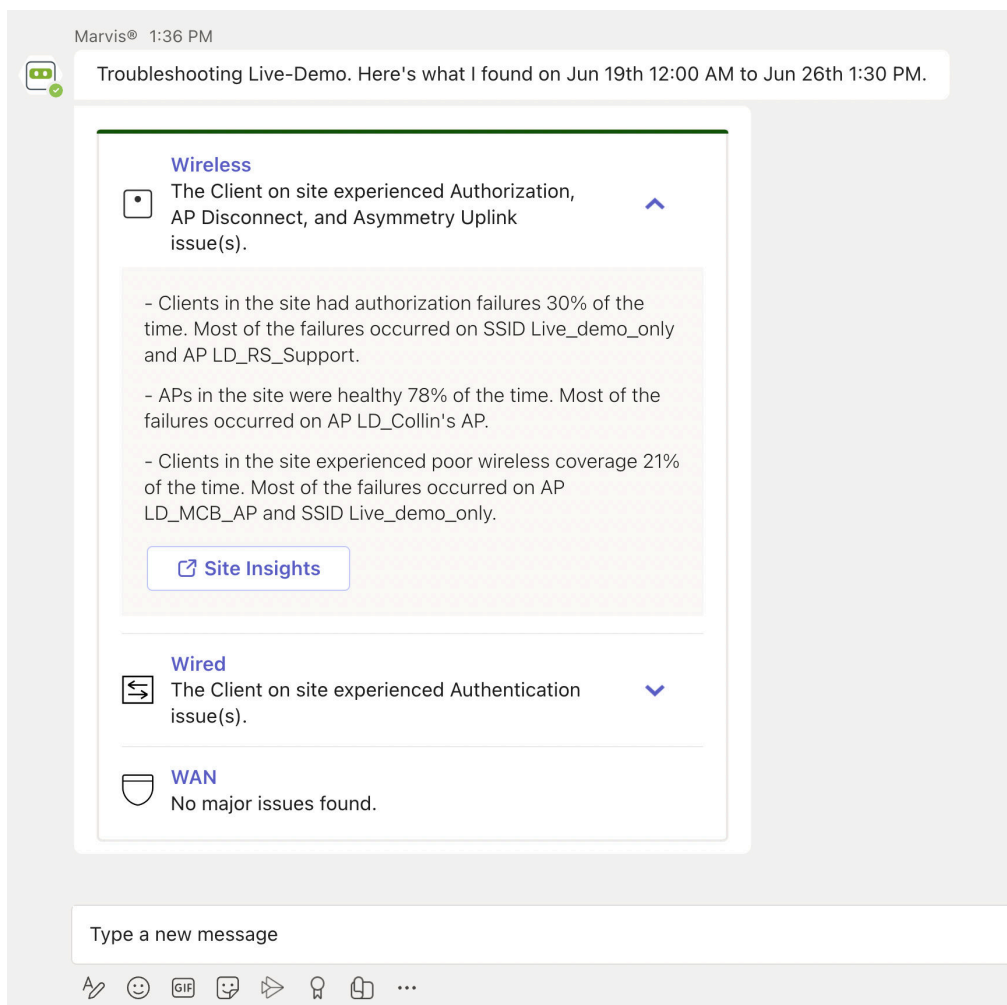 Marvis® 1:36 PM
Troubleshooting Live-Demo. Here's what I found on Jun 19th 12:00 AM to Jun 26th 1:30 PM.
Wireless
The Client on site experienced Authorization,
AP Disconnect, and Asymmetry Uplink
issue(s).
- Clients in the site had authorization failures 30% of the
time. Most of the failures occurred on SSID Live_demo_only
and AP LD_RS_Support.
- APs in the site were healthy 78% of the time. Most of the
failures occurred on AP LD_Collin's AP.
- Clients in the site experienced poor wireless coverage 21%
of the time. Most of the failures occurred on AP
LD_MCB_AP and SSID Live_demo_only.
Site Insights
Wired
The Client on site experienced Authentication
issue(s).
WAN
No major issues found.
Type a new message
GIF